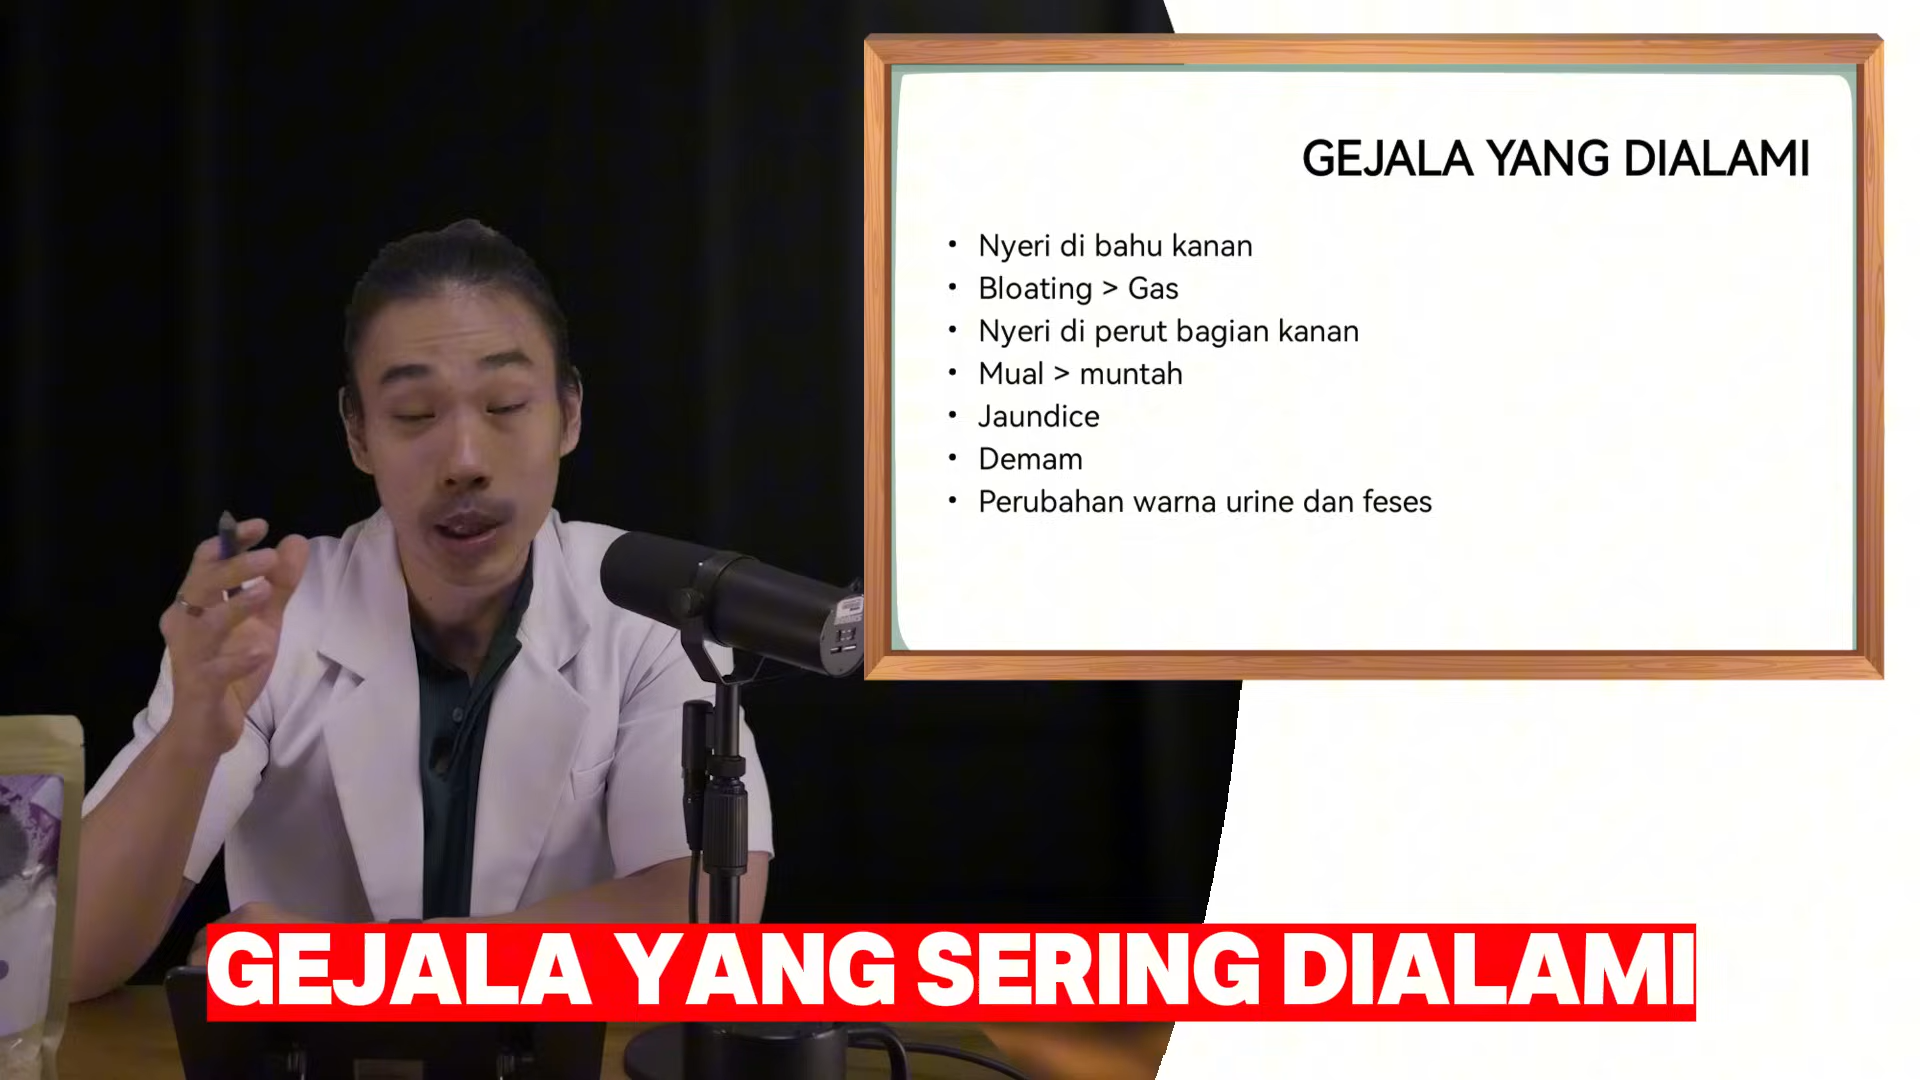 GEJALA YANG DIALAMI
• Nyeri di bahu kanan
• Bloating > Gas
• Nyeri di perut bagian kanan
• Mual > muntah
• Jaundice
• Demam
• Perubahan warna urine dan feses
GEJALA YANG SERING DIALAMI